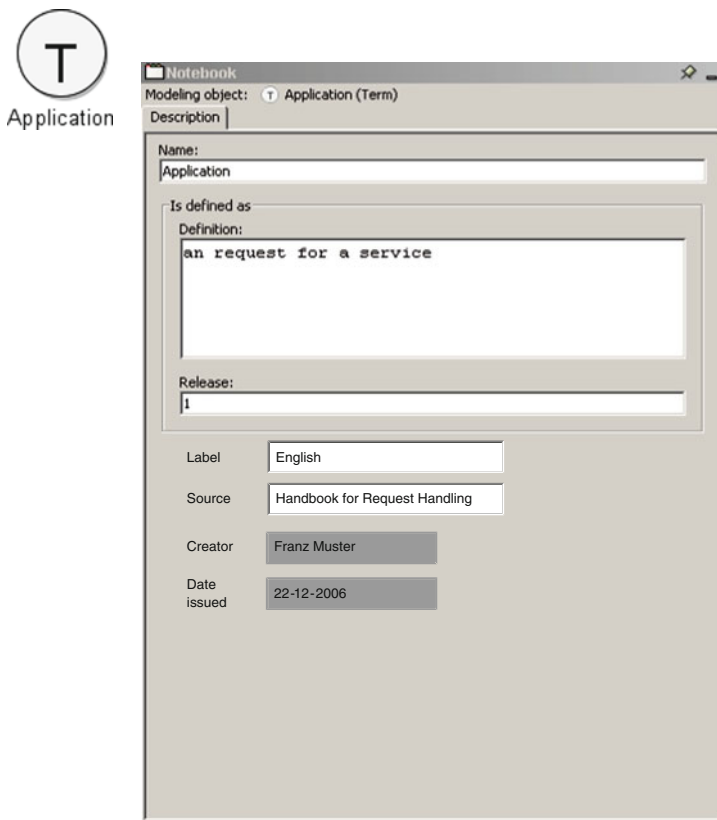 T
Application
Notebook
Modeling object: T Application (Term)
Description
Name:
Application
Is defined as
Definition:
an request for a service
Release:
1
Label English
Source Handbook for Request Handling
Creator Franz Muster
Date
issued 22-12-2006